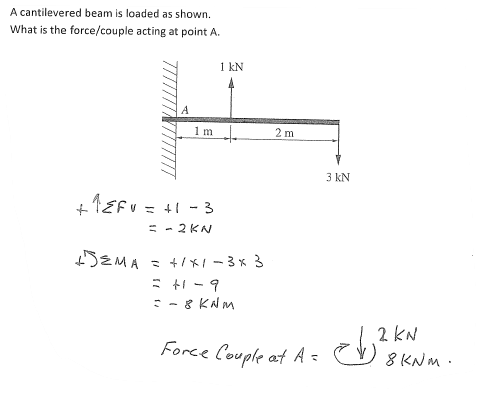 A cantilevered beam is loaded as shown.
What is the force/couple acting at point A.
1 kN
A
1 m
2 m
3 kN
+↑ΣFV = +1 - 3
= - 2KN
+↺ΣMA = +1×1 - 3×3
= +1 - 9
= - 8 KNM
Force Couple at A = ↻↓ 2 KN
8 KNM.